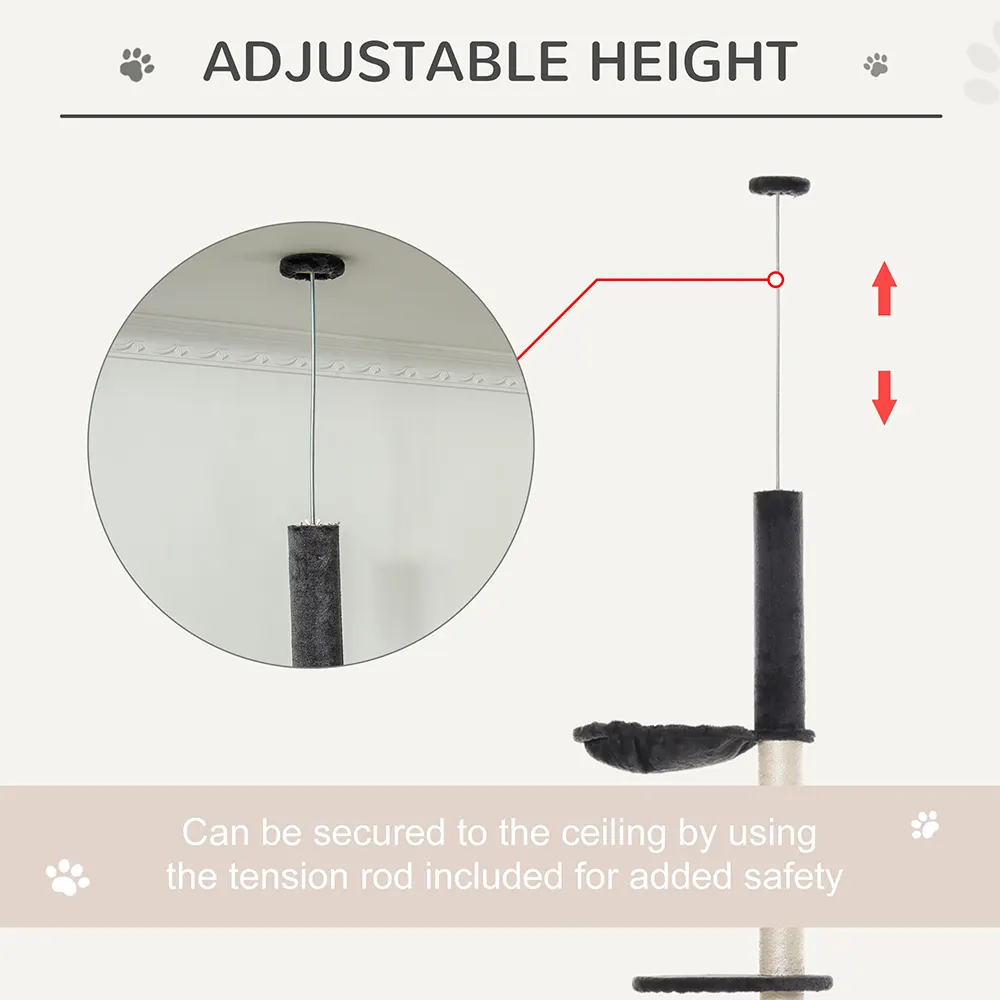 ADJUSTABLE HEIGHT
Can be secured to the ceiling by using
the tension rod included for added safety